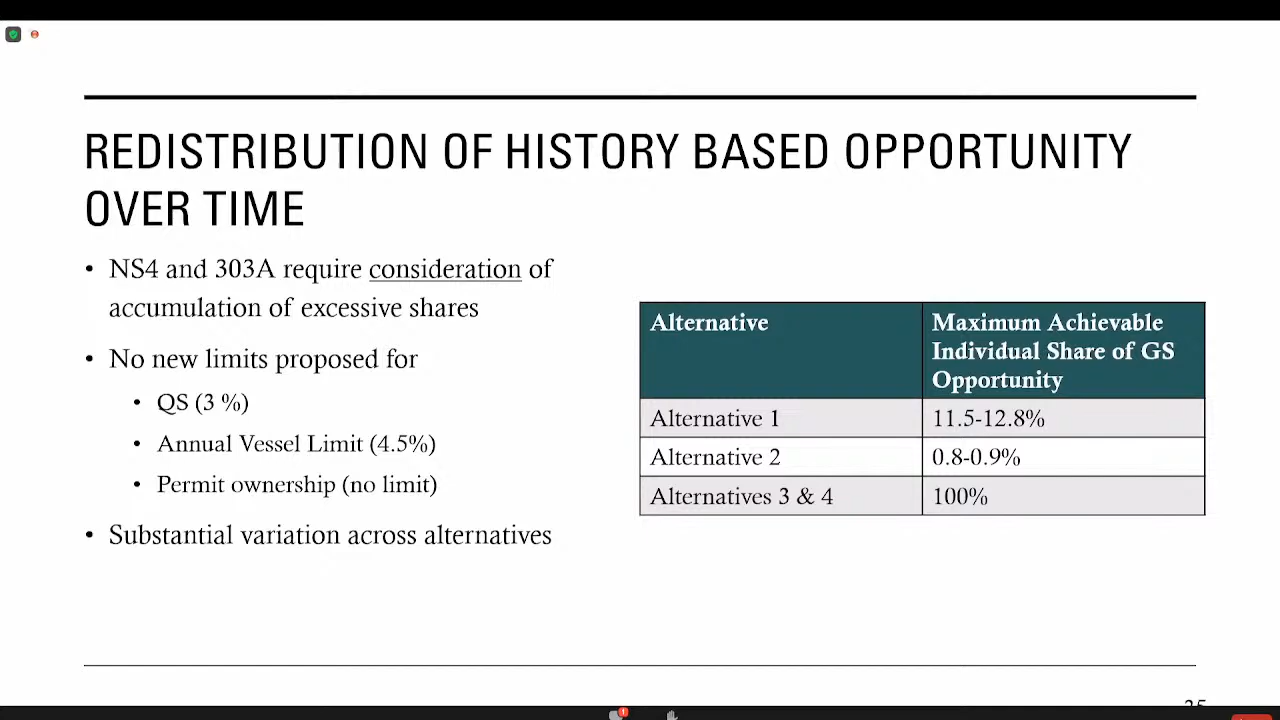 REDISTRIBUTION OF HISTORY BASED OPPORTUNITY
OVER TIME
• NS4 and 303A require consideration of
accumulation of excessive shares
• No new limits proposed for
• QS (3 %)
• Annual Vessel Limit (4.5%)
• Permit ownership (no limit)
• Substantial variation across alternatives
Alternative
Maximum Achievable
Individual Share of GS
Opportunity
Alternative 1
11.5-12.8%
Alternative 2
0.8-0.9%
Alternatives 3 & 4
100%